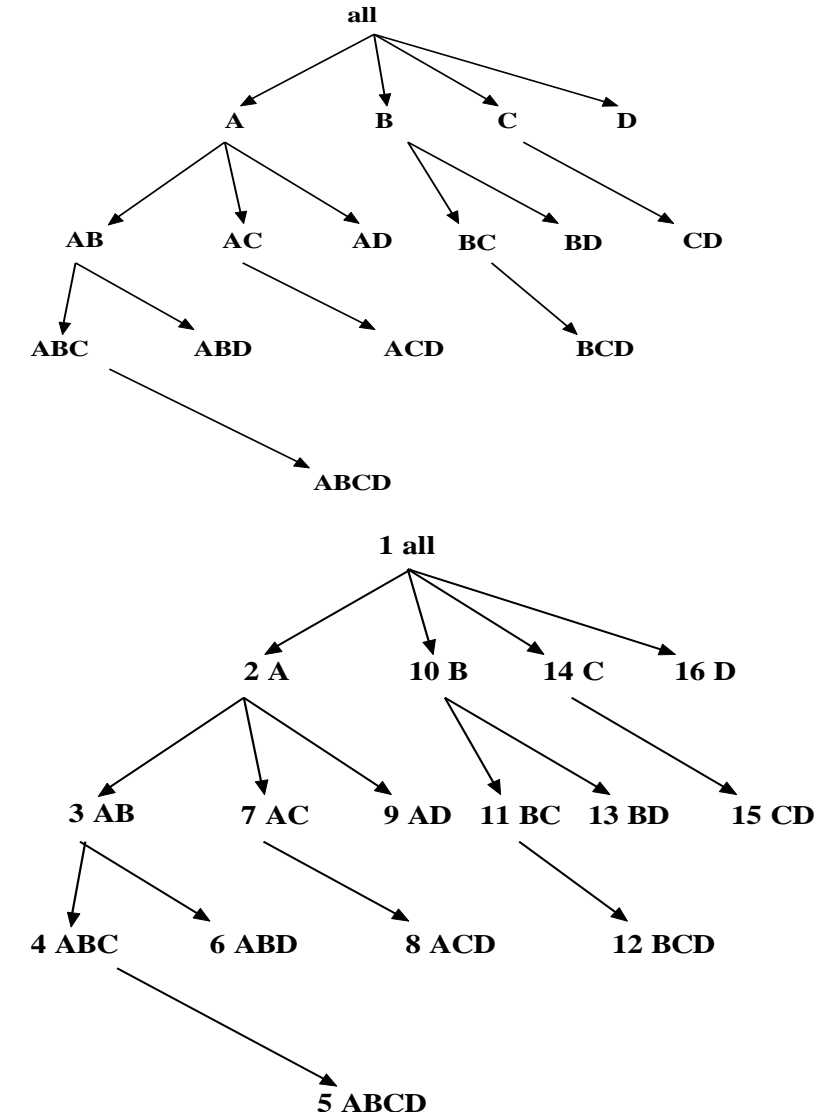 all
A B C D
AB AC AD BC BD CD
ABC ABD ACD BCD
ABCD
1 all
2 A 10 B 14 C 16 D
3 AB 7 AC 9 AD 11 BC 13 BD 15 CD
4 ABC 6 ABD 8 ACD 12 BCD
5 ABCD